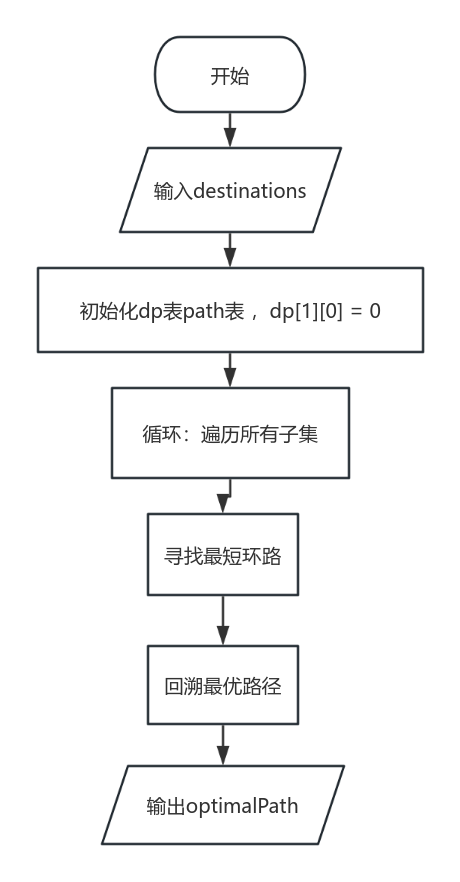 开始
输入destinations
初始化dp表path表 ，dp[1][0] = 0
循环：遍历所有子集
寻找最短环路
回溯最优路径
输出optimalPath